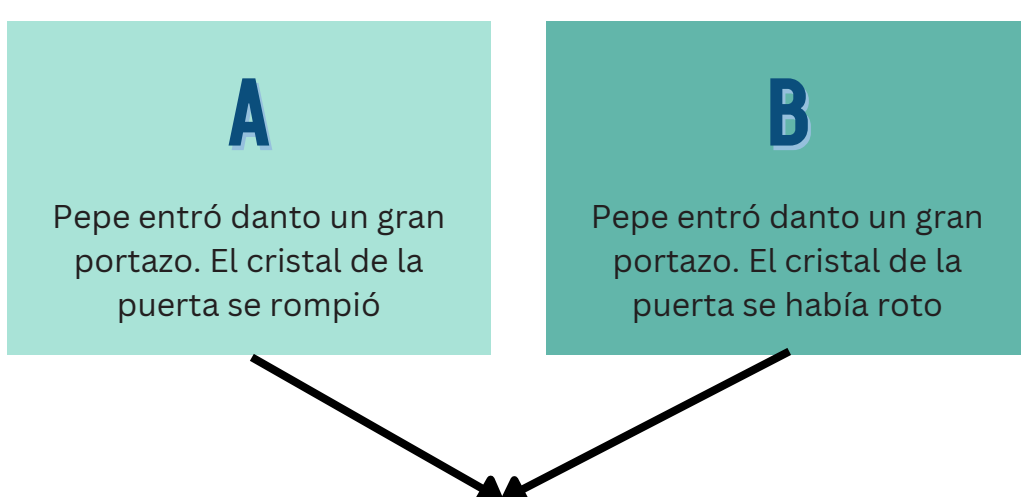 A
Pepe entró danto un gran
portazo. El cristal de la
puerta se rompió
B
Pepe entró danto un gran
portazo. El cristal de la
puerta se había roto